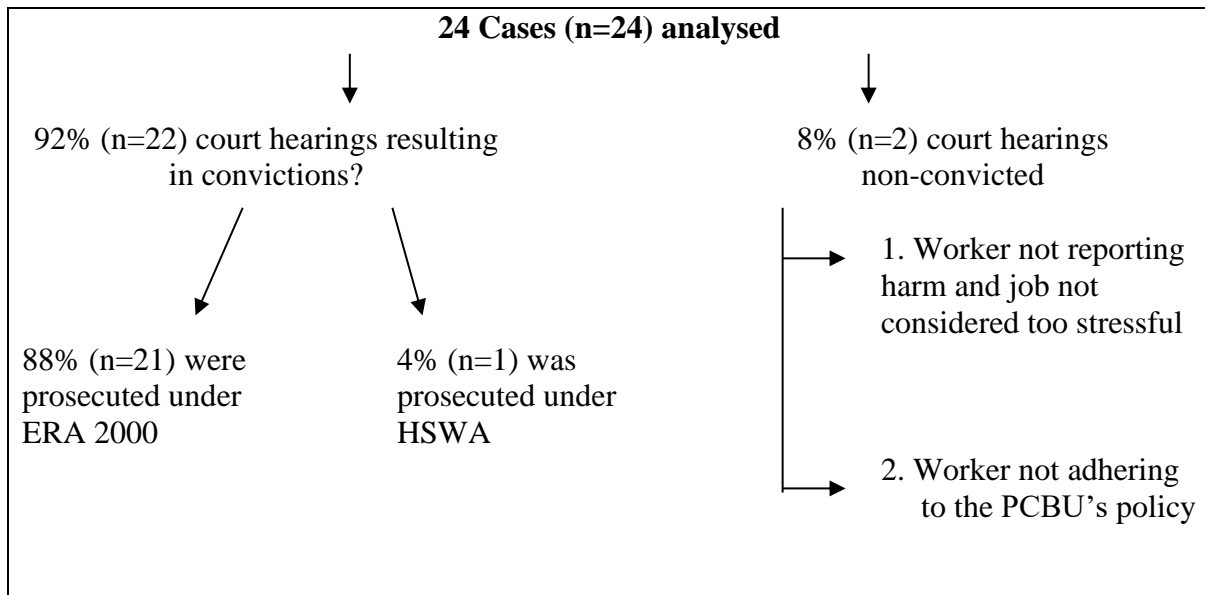 24 Cases (n=24) analysed
92% (n=22) court hearings resulting
in convictions?
88% (n=21) were
prosecuted under
ERA 2000
4% (n=1) was
prosecuted under
HSWA
8% (n=2) court hearings
non-convicted
1. Worker not reporting
harm and job not
considered too stressful
2. Worker not adhering
to the PCBU’s policy